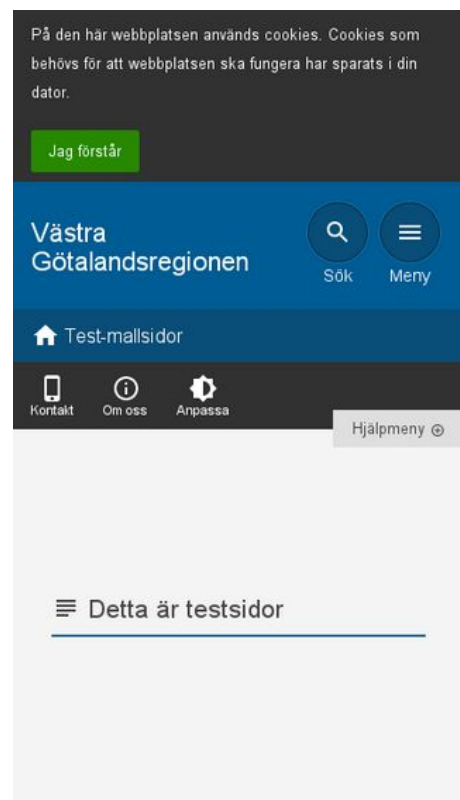 På den här webbplatsen används cookies. Cookies som
behövs för att webbplatsen ska fungera har sparats i din
dator.
Jag förstår
Västra
Götalandsregionen
Sök
Meny
Test-mallsidor
Kontakt
Om oss
Anpassa
Hjälpmeny
Detta är testsidor